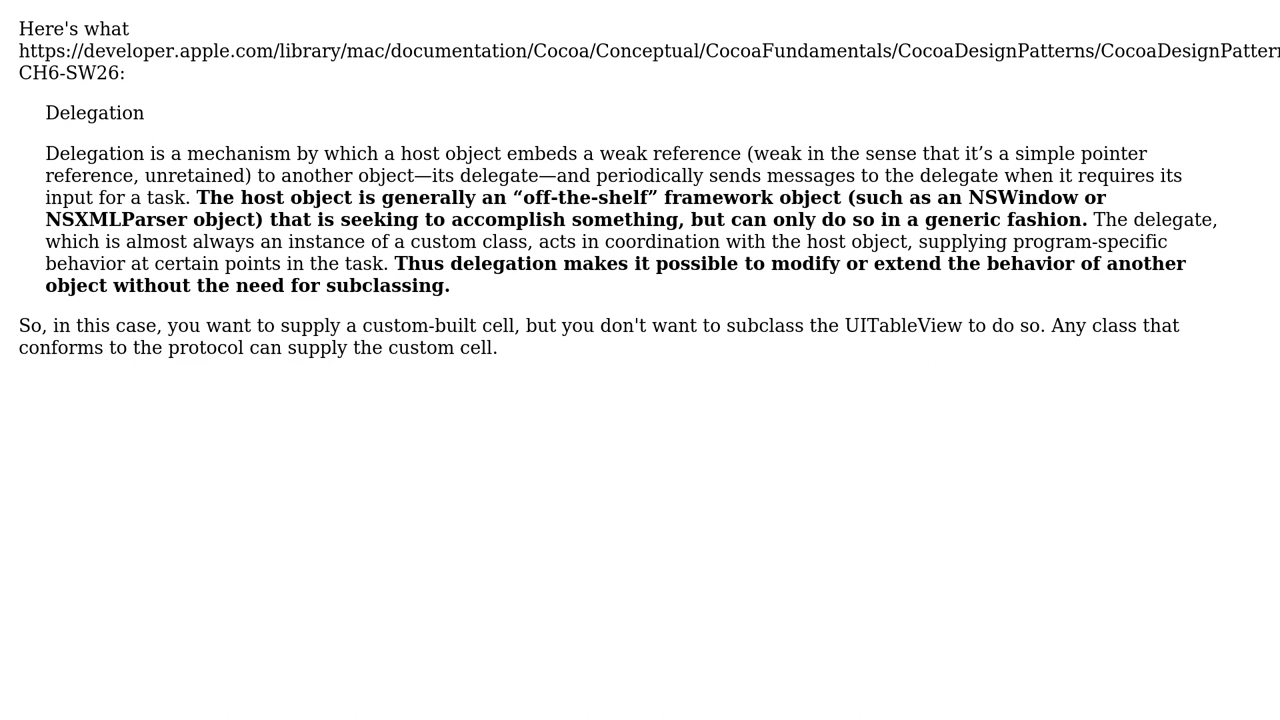 Here's what
https://developer.apple.com/library/mac/documentation/Cocoa/Conceptual/CocoaFundamentals/CocoaDesignPatterns/CocoaDesignPattern
CH6-SW26:
Delegation
Delegation is a mechanism by which a host object embeds a weak reference (weak in the sense that it’s a simple pointer
reference, unretained) to another object—its delegate—and periodically sends messages to the delegate when it requires its
input for a task. The host object is generally an “off-the-shelf” framework object (such as an NSWindow or
NSXMLParser object) that is seeking to accomplish something, but can only do so in a generic fashion. The delegate,
which is almost always an instance of a custom class, acts in coordination with the host object, supplying program-specific
behavior at certain points in the task. Thus delegation makes it possible to modify or extend the behavior of another
object without the need for subclassing.
So, in this case, you want to supply a custom-built cell, but you don't want to subclass the UITableView to do so. Any class that
conforms to the protocol can supply the custom cell.